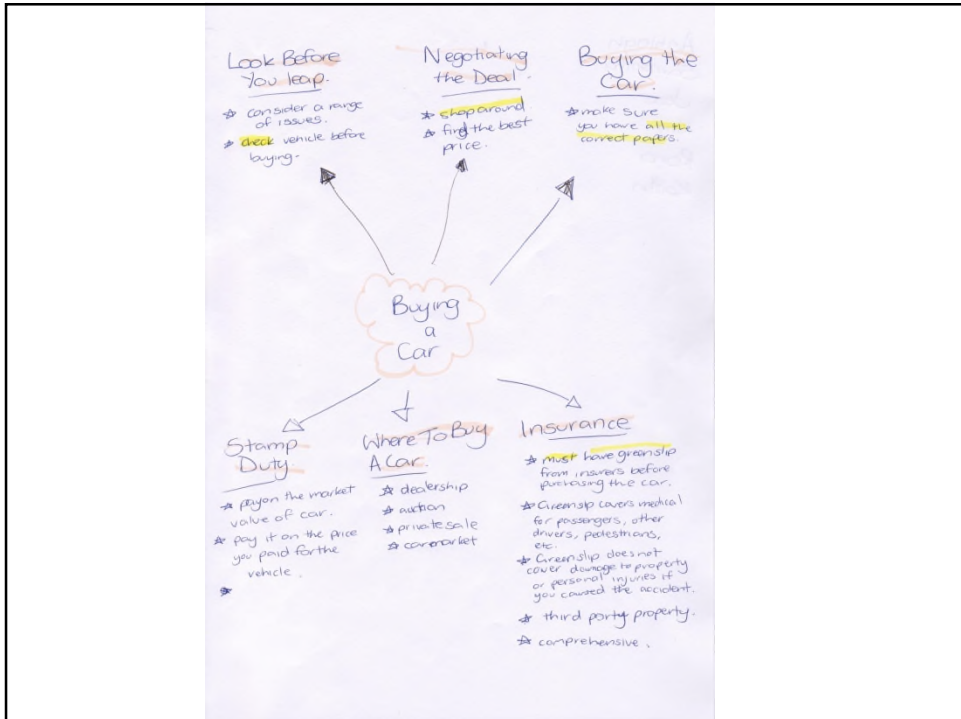 Look Before
You leap.
* consider a range
of issues.
* check vehicle before
buying.
Negotiating
the Deal.
* shop around.
* find the best
price.
Buying the
Car.
* make sure
you have all the
correct papers.
Buying
a
Car
Stamp
Duty
* pay on the market
value of car.
* pay it on the price
you paid for the
vehicle.
*
Where To Buy
A Car.
* dealership
* auction
* private sale
* car market
Insurance
* must have greenslip
from insurers before
purchasing the car.
* Greenslip covers medical
for passengers, other
drivers, pedestrians,
etc.
* Greenslip does not
cover damage to property
or personal injuries if
you caused the accident.
* third party property.
* comprehensive.